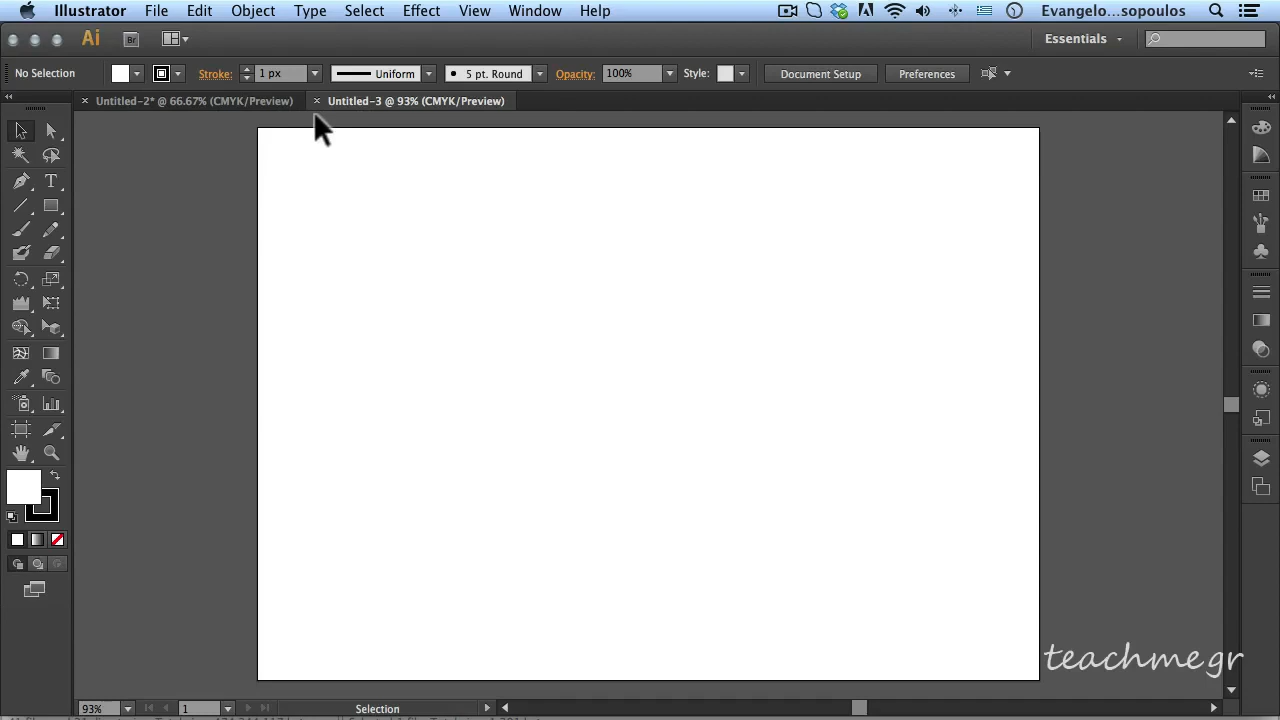 Illustrator File Edit Object Type Select Effect View Window Help Evangelo...sopoulos
Ai Br Essentials
No Selection Stroke: 1 px Uniform 5 pt. Round Opacity: 100% Style: Document Setup Preferences
Untitled-2* @ 66.67% (CMYK/Preview) Untitled-3 @ 93% (CMYK/Preview)
T
teachme.gr
93% 1 Selection